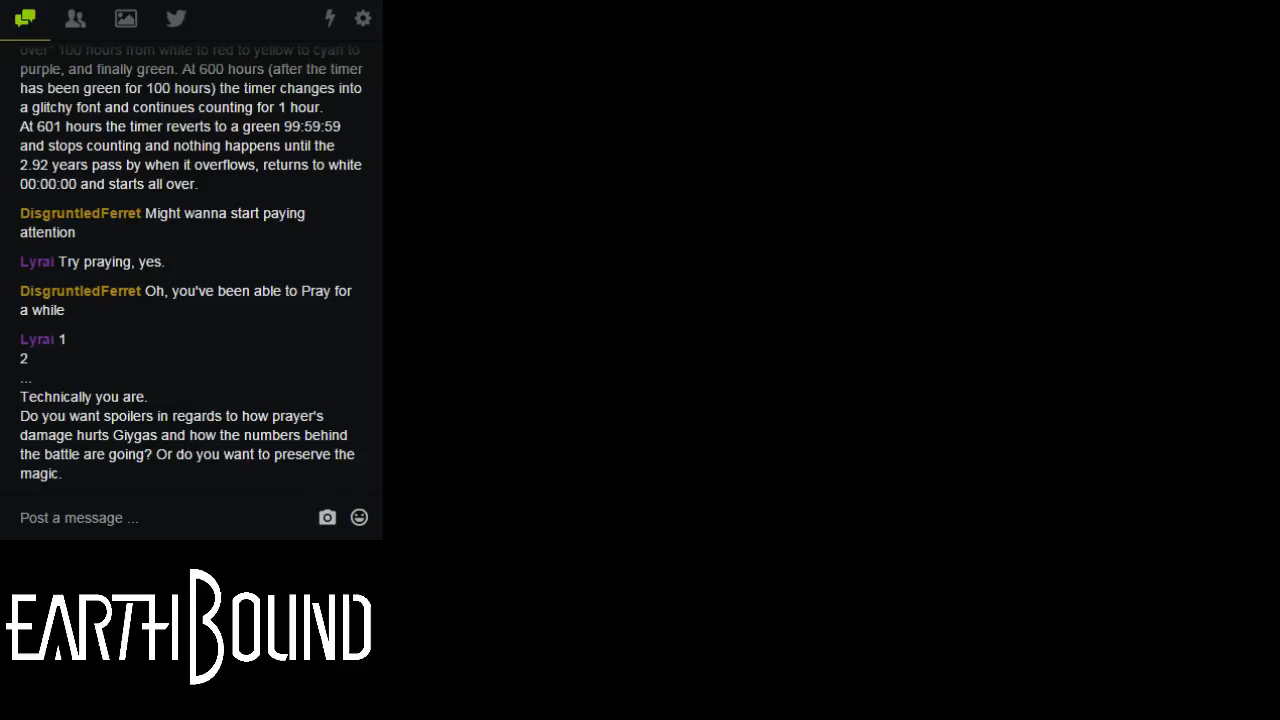 over" 100 hours from white to red to yellow to cyan to
purple, and finally green. At 600 hours (after the timer
has been green for 100 hours) the timer changes into
a glitchy font and continues counting for 1 hour.
At 601 hours the timer reverts to a green 99:59:59
and stops counting and nothing happens until the
2.92 years pass by when it overflows, returns to white
00:00:00 and starts all over.
DisgruntledFerret Might wanna start paying
attention
Lyrai Try praying, yes.
DisgruntledFerret Oh, you've been able to Pray for
a while
Lyrai 1
2
...
Technically you are.
Do you want spoilers in regards to how prayer's
damage hurts Giygas and how the numbers behind
the battle are going? Or do you want to preserve the
magic.
Post a message ...
EARTHBOUND